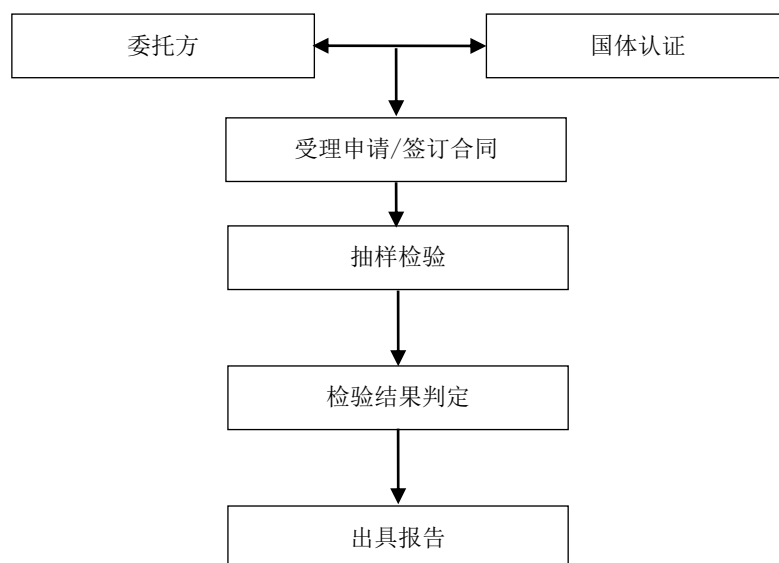 委托方
国体认证
受理申请/签订合同
抽样检验
检验结果判定
出具报告